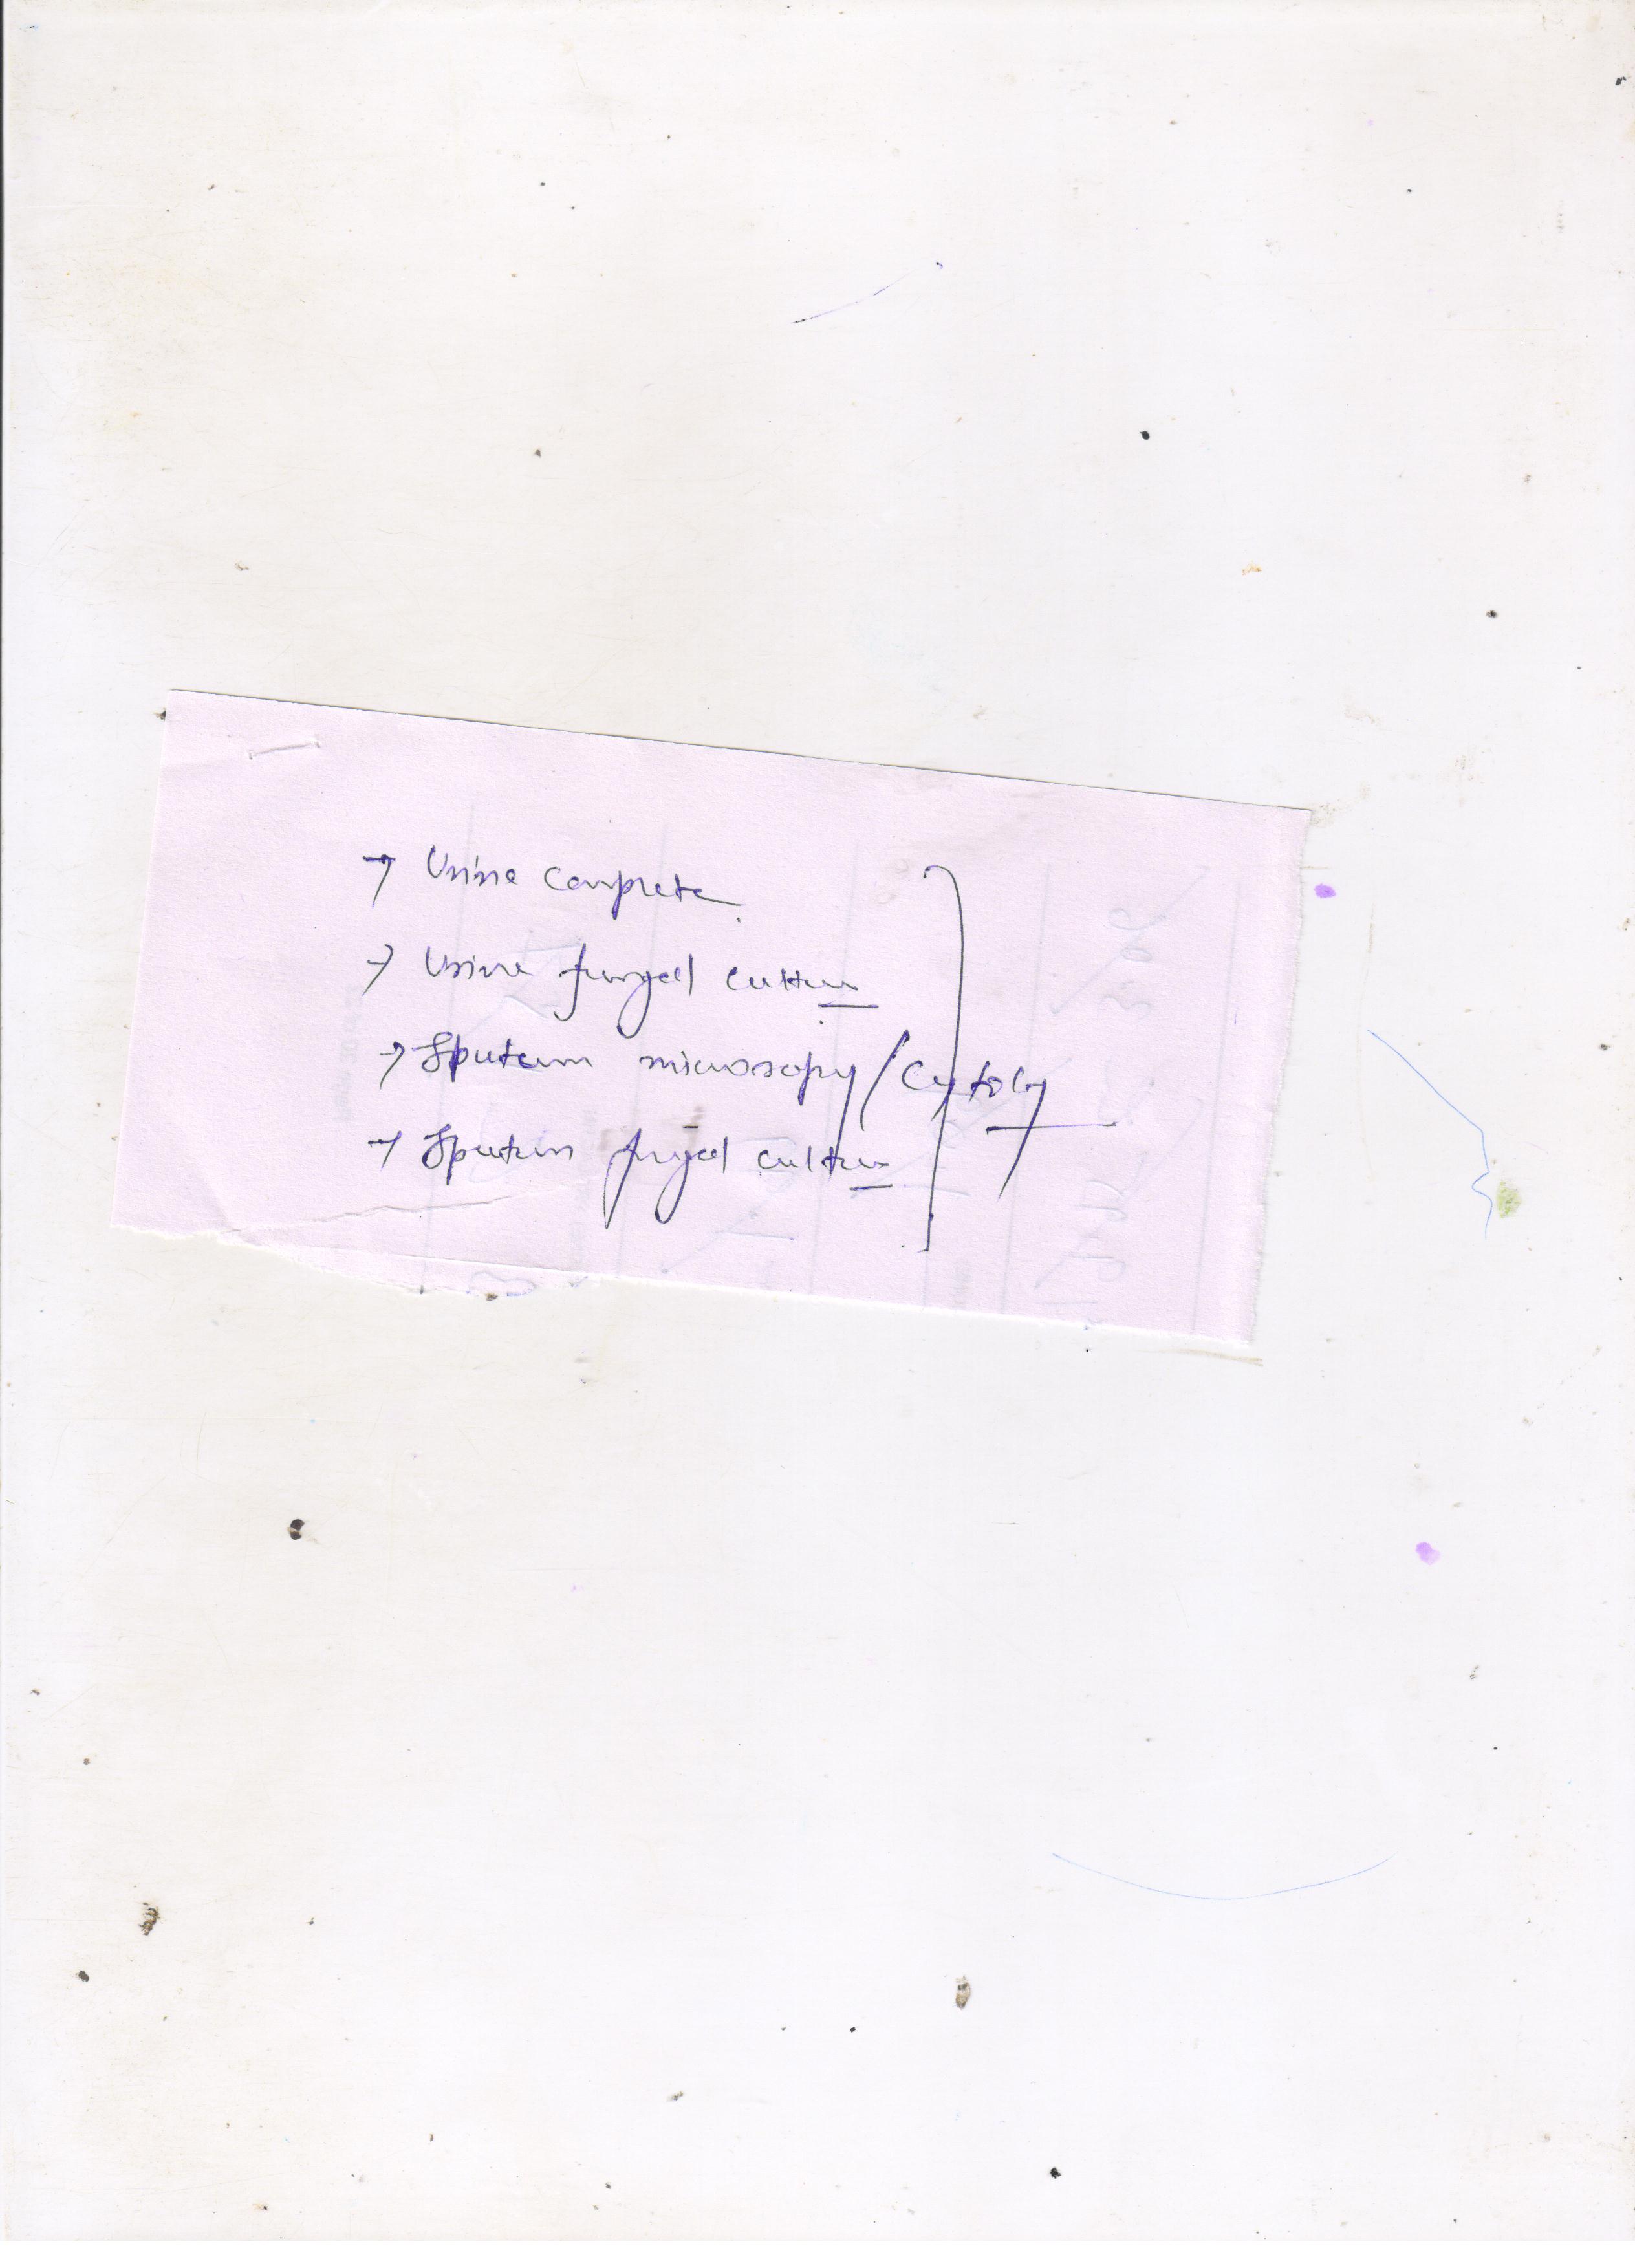 → Urine complete
→ Urine fungal culture
→ Sputum microscopy/Cytology
→ Sputum fungal culture